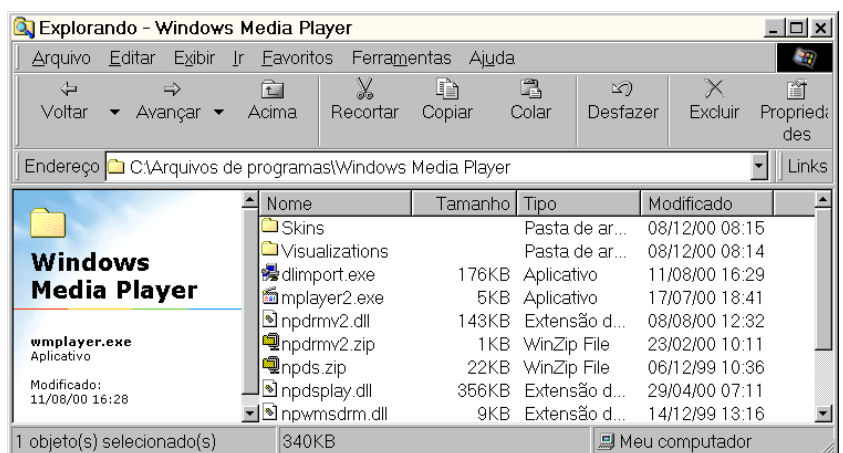 Explorando - Windows Media Player
Arquivo Editar Exibir Ir Favoritos Ferramentas Ajuda
Voltar Avançar Acima Recortar Copiar Colar Desfazer Excluir Proprieda
des
Endereço C:\Arquivos de programas\Windows Media Player Links
Windows
Media Player
wmplayer.exe
Aplicativo
Modificado:
11/08/00 16:28
Nome Tamanho Tipo Modificado
Skins Pasta de ar... 08/12/00 08:15
Visualizations Pasta de ar... 08/12/00 08:14
dlimport.exe 176KB Aplicativo 11/08/00 16:29
mplayer2.exe 5KB Aplicativo 17/07/00 18:41
npdrmv2.dll 143KB Extensão d... 08/08/00 12:32
npdrmv2.zip 1KB WinZip File 23/02/00 10:11
npds.zip 22KB WinZip File 06/12/99 10:36
npdsplay.dll 356KB Extensão d... 29/04/00 07:11
npwmsdrm.dll 9KB Extensão d... 14/12/99 13:16
1 objeto(s) selecionado(s) 340KB Meu computador